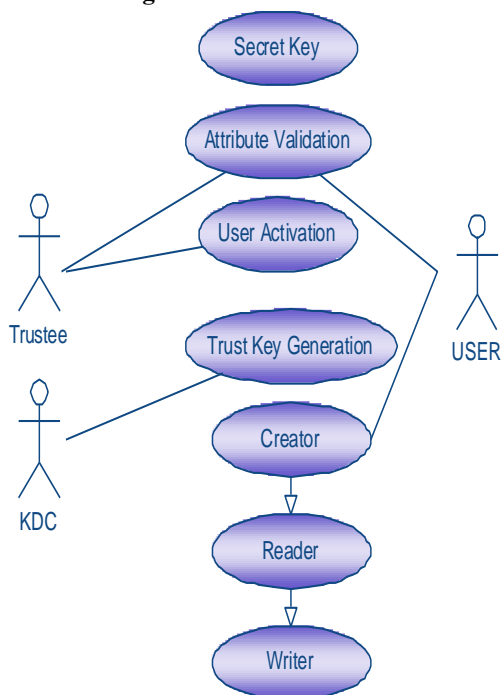 Secret Key
Attribute Validation
User Activation
Trustee
USER
Trust Key Generation
Creator
KDC
Reader
Writer